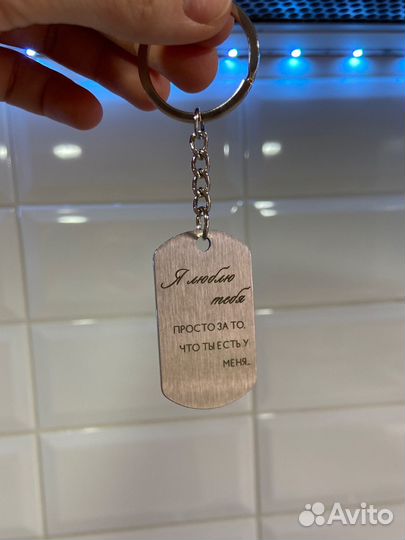 Я люблю
тебя
ПРОСТО ЗА ТО,
ЧТО ТЫ ЕСТЬ У
МЕНЯ...
Avito